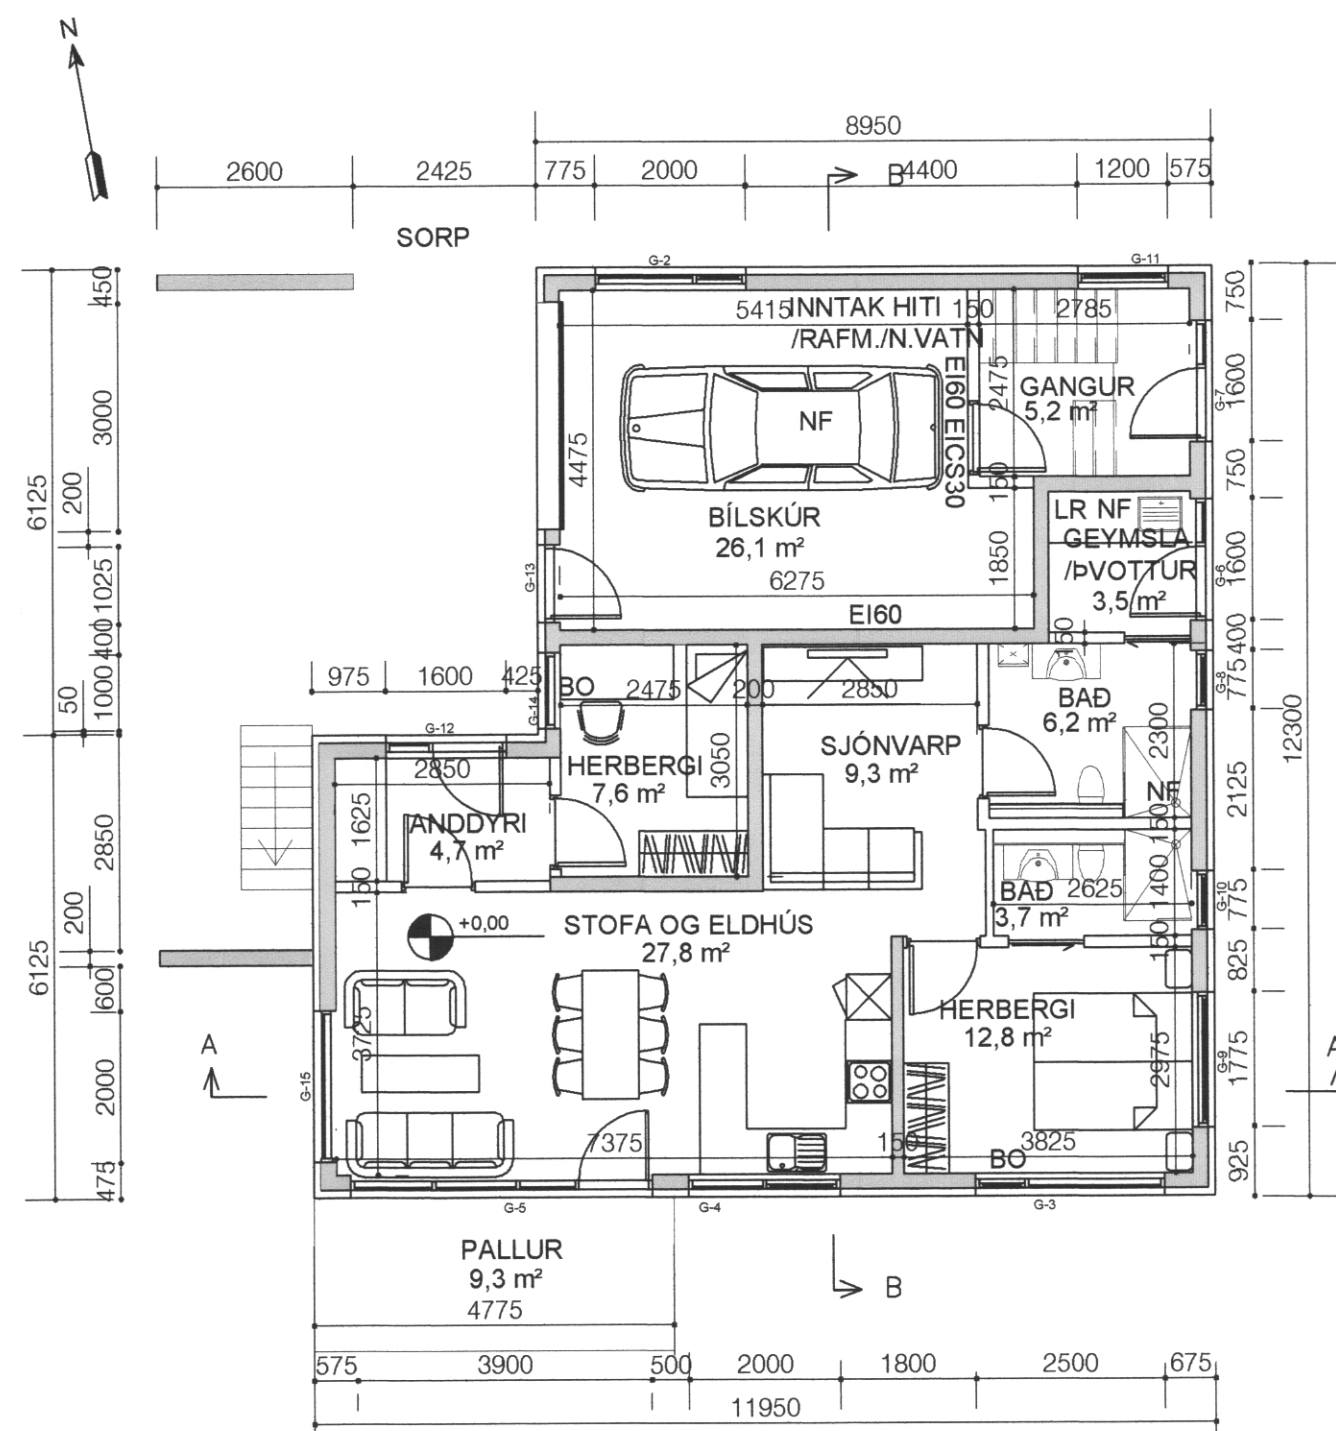 N
8950
2600 2425 775 2000 4400 1200 575
B
SORP
G-2 G-11
450
3000
200
6125
1025
400
1000
50
2850
200
6125
600
2000
475
750
1600
G-7
750
1600
G-6
400
775
G-8
2125
12300
775
G-10
825
1775
G-9
925
5415 INNTAK HITI 150 2785
/RAFM./N.VATN
EI60 EICS30
2475
GANGUR
5,2 m²
NF
4475
150
BÍLSKÚR
26,1 m²
LR NF
GEYMSLA
/ÞVOTTUR
3,5 m²
1850
6275
EI60
G-13
50
975 1600 425
G-14
BO 2475 200 2850
BAÐ
6,2 m²
2300
G-12
2850
HERBERGI
7,6 m²
3050
SJÓNVARP
9,3 m²
NF
1625
ANDDYRI
4,7 m²
150
150
1400
BAÐ 2625
3,7 m²
+0,00
STOFA OG ELDHÚS
27,8 m²
150
3725
HERBERGI
12,8 m²
2975
A
A
G-15
7375 150 3825
BO
G-5 G-4 G-3
PALLUR
9,3 m²
B
4775
575 3900 500 2000 1800 2500 675
11950